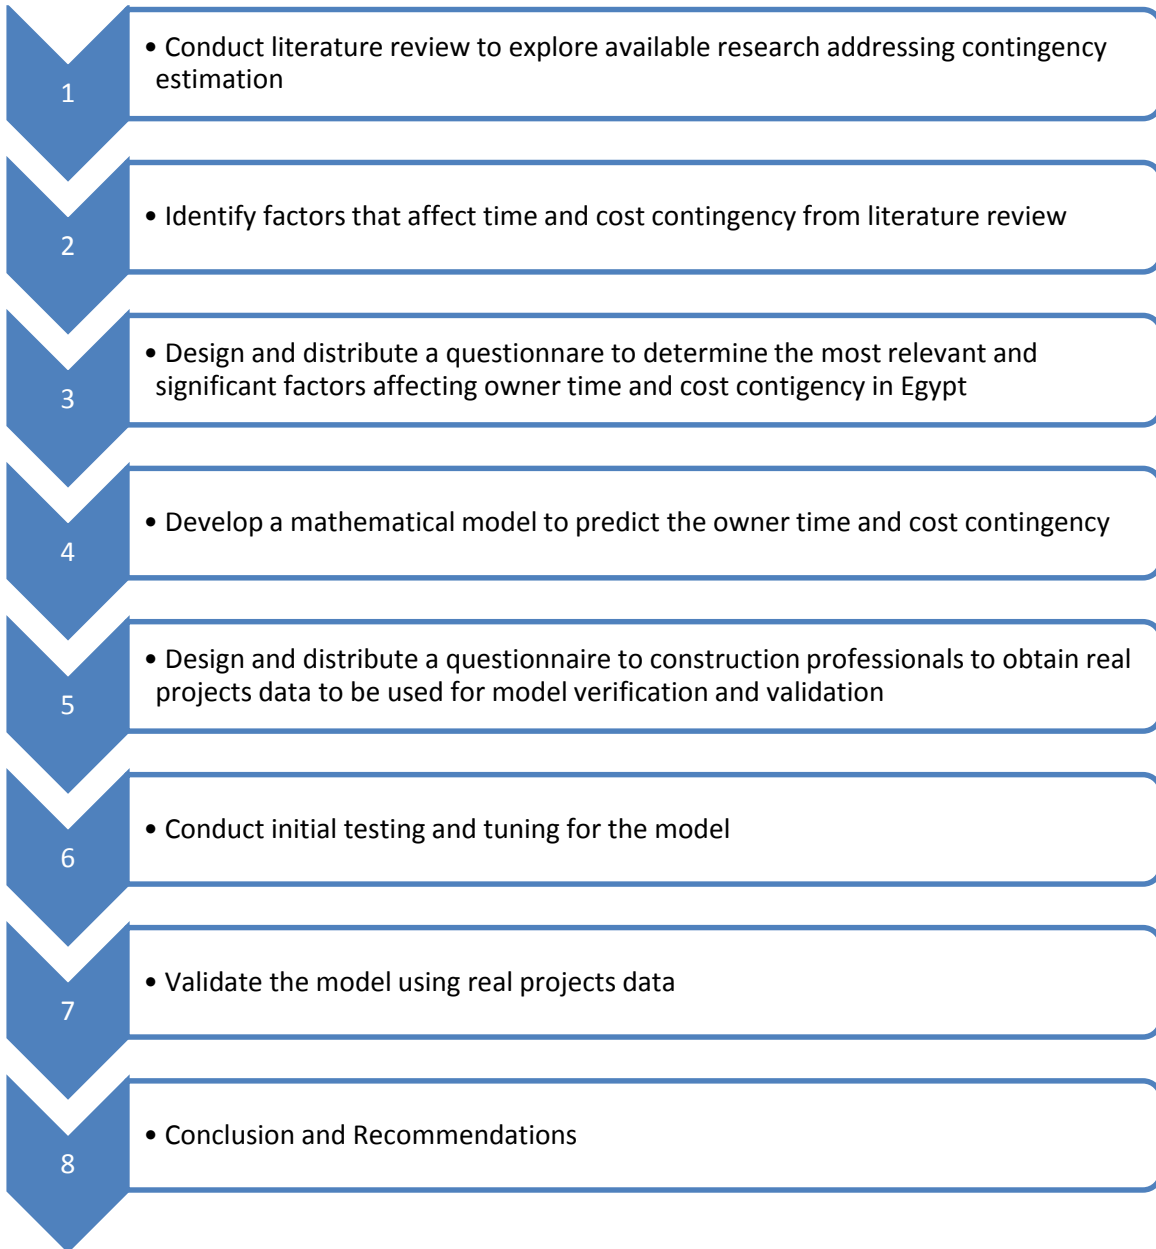 1
• Conduct literature review to explore available research addressing contingency
estimation
2
• Identify factors that affect time and cost contingency from literature review
3
• Design and distribute a questionnare to determine the most relevant and
significant factors affecting owner time and cost contigency in Egypt
4
• Develop a mathematical model to predict the owner time and cost contingency
5
• Design and distribute a questionnaire to construction professionals to obtain real
projects data to be used for model verification and validation
6
• Conduct initial testing and tuning for the model
7
• Validate the model using real projects data
8
• Conclusion and Recommendations